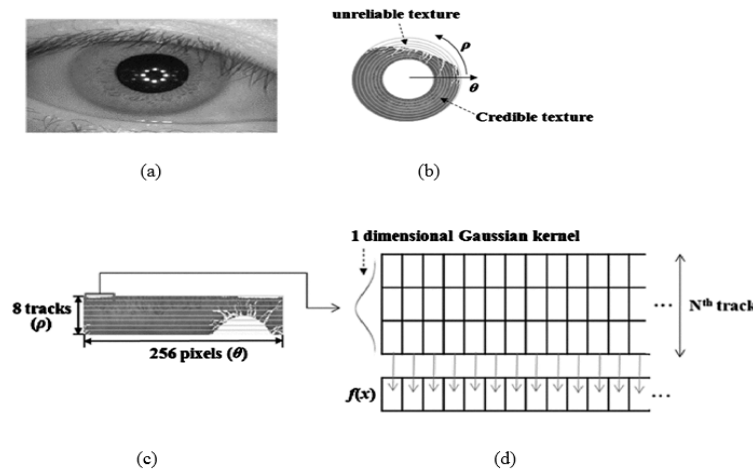 unreliable texture
ρ
θ
Credible texture
(a)
(b)
1 dimensional Gaussian kernel
8 tracks
(ρ)
256 pixels (θ)
...
Nth track
f(x)
...
(c)
(d)